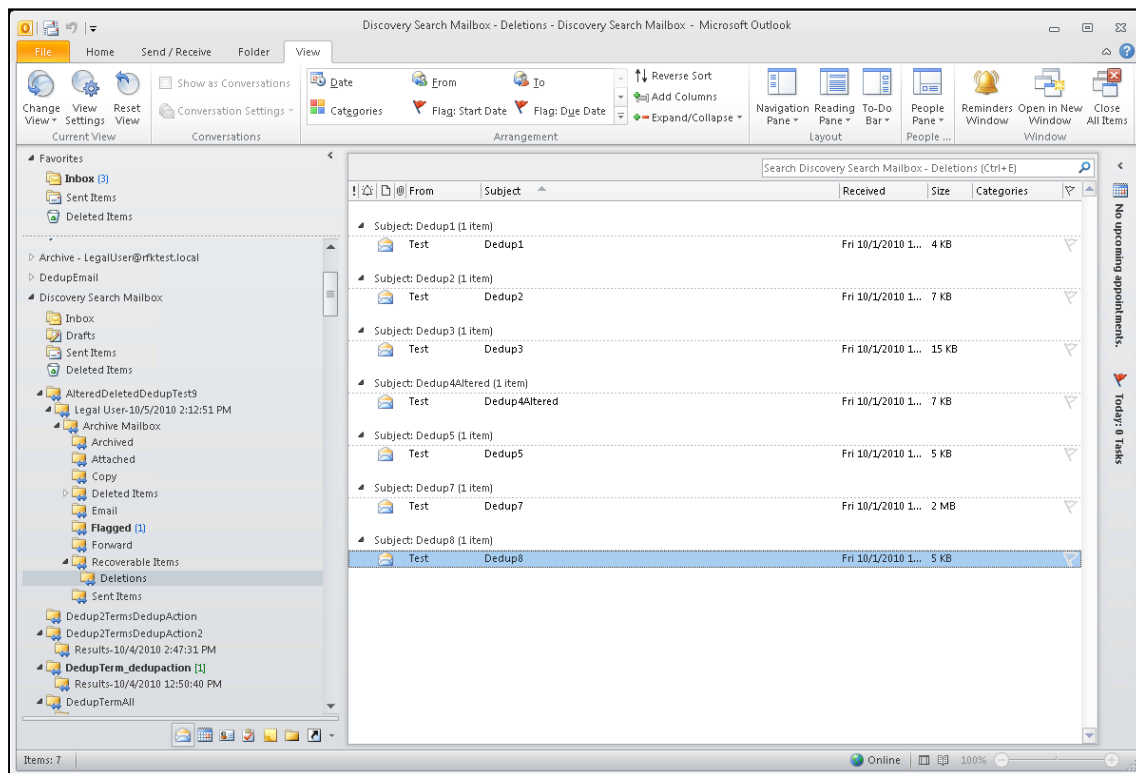 Discovery Search Mailbox - Deletions - Discovery Search Mailbox - Microsoft Outlook
File Home Send / Receive Folder View
Change View Show as Conversations Date From To Reverse Sort
View Settings Reset View Conversation Settings Categories Flag: Start Date Flag: Due Date Add Columns
Expand/Collapse
Navigation Pane Reading Pane To-Do Bar People Pane Reminders Window Open in New Window Close All Items
Current View Conversations Arrangement Layout People ... Window
Favorites
Inbox (3)
Sent Items
Deleted Items
Archive - LegalUser@rfktest.local
DedupEmail
Discovery Search Mailbox
Inbox
Drafts
Sent Items
Deleted Items
AlteredDeletedDedupTest9
Legal User-10/5/2010 2:12:51 PM
Archive Mailbox
Archived
Attached
Copy
Deleted Items
Email
Flagged (1)
Forward
Recoverable Items
Deletions
Sent Items
Dedup2TermsDedupAction
Dedup2TermsDedupAction2
Results-10/4/2010 2:47:31 PM
DedupTerm_dedupaction [1]
Results-10/4/2010 12:50:40 PM
DedupTermAll
Search Discovery Search Mailbox - Deletions (Ctrl+E)
! From Subject Received Size Categories
Subject: Dedup1 (1 item)
Test Dedup1 Fri 10/1/2010 1... 4 KB
Subject: Dedup2 (1 item)
Test Dedup2 Fri 10/1/2010 1... 7 KB
Subject: Dedup3 (1 item)
Test Dedup3 Fri 10/1/2010 1... 15 KB
Subject: Dedup4Altered (1 item)
Test Dedup4Altered Fri 10/1/2010 1... 7 KB
Subject: Dedup5 (1 item)
Test Dedup5 Fri 10/1/2010 1... 5 KB
Subject: Dedup7 (1 item)
Test Dedup7 Fri 10/1/2010 1... 2 MB
Subject: Dedup8 (1 item)
Test Dedup8 Fri 10/1/2010 1... 5 KB
No upcoming appointments.
Today: 0 Tasks
Items: 7
Online 100%